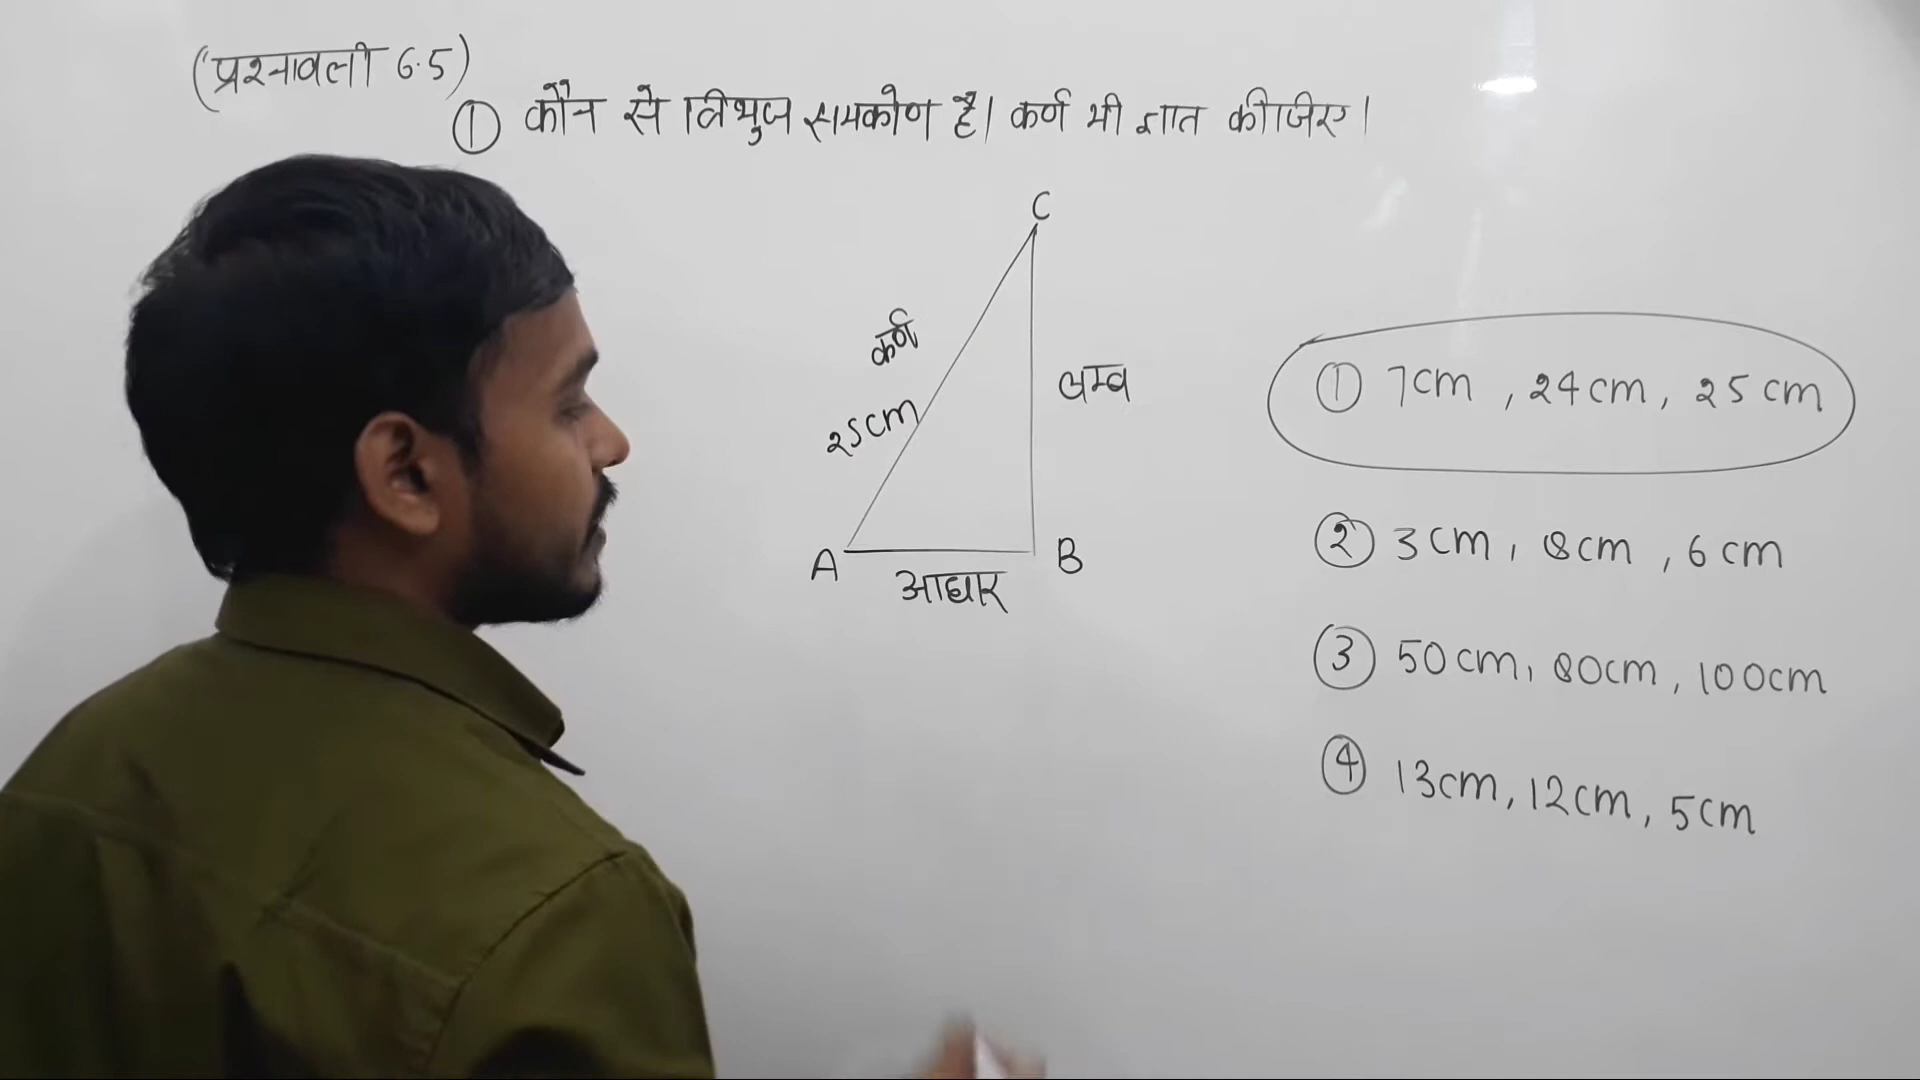 (प्रश्नावली 6.5)
① कौन से त्रिभुज समकोण है। कर्ण भी ज्ञात कीजिए।
C
कर्ण
लम्ब
25cm
① 7cm , 24cm, 25cm
② 3cm, 8cm , 6cm
A
B
आधार
③ 50cm, 80cm, 100cm
④ 13cm, 12cm, 5cm